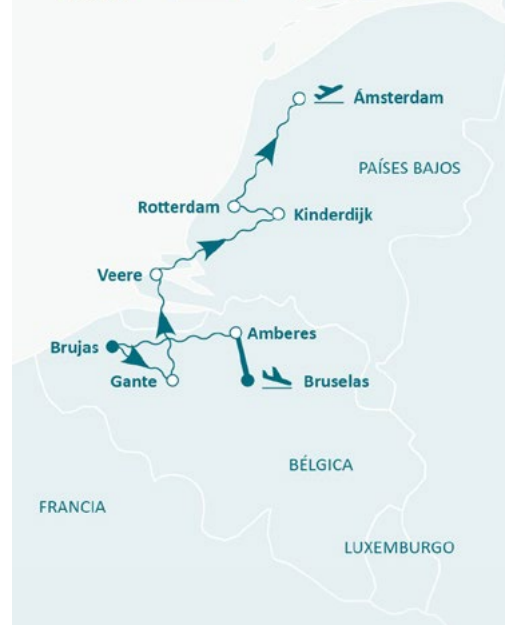 Ámsterdam
PAÍSES BAJOS
Rotterdam
Kinderdijk
Veere
Brujas
Amberes
Gante
Bruselas
BÉLGICA
FRANCIA
LUXEMBURGO